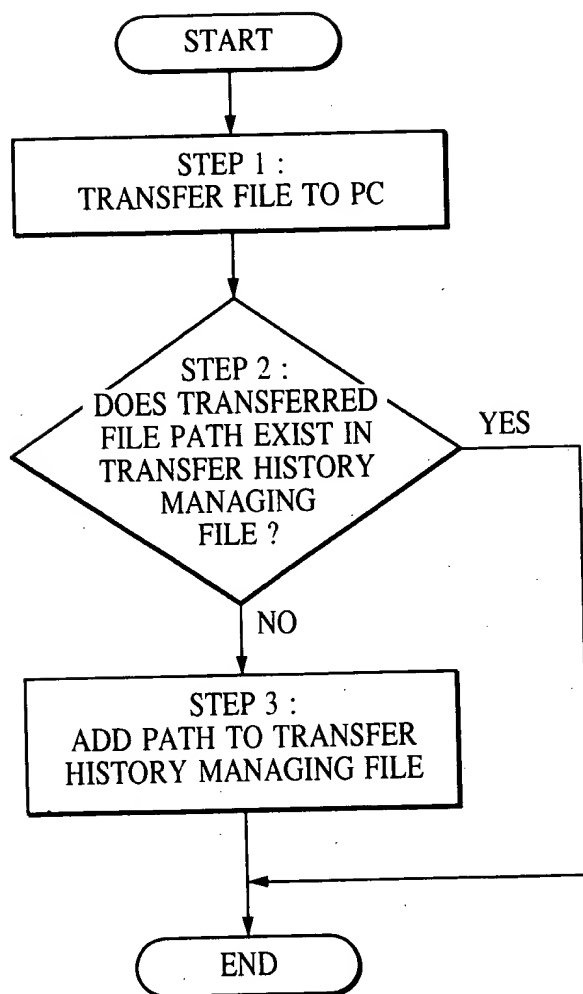 START
STEP 1 :
TRANSFER FILE TO PC
STEP 2 :
DOES TRANSFERRED
FILE PATH EXIST IN
TRANSFER HISTORY
MANAGING
FILE ?
YES
NO
STEP 3 :
ADD PATH TO TRANSFER
HISTORY MANAGING FILE
END